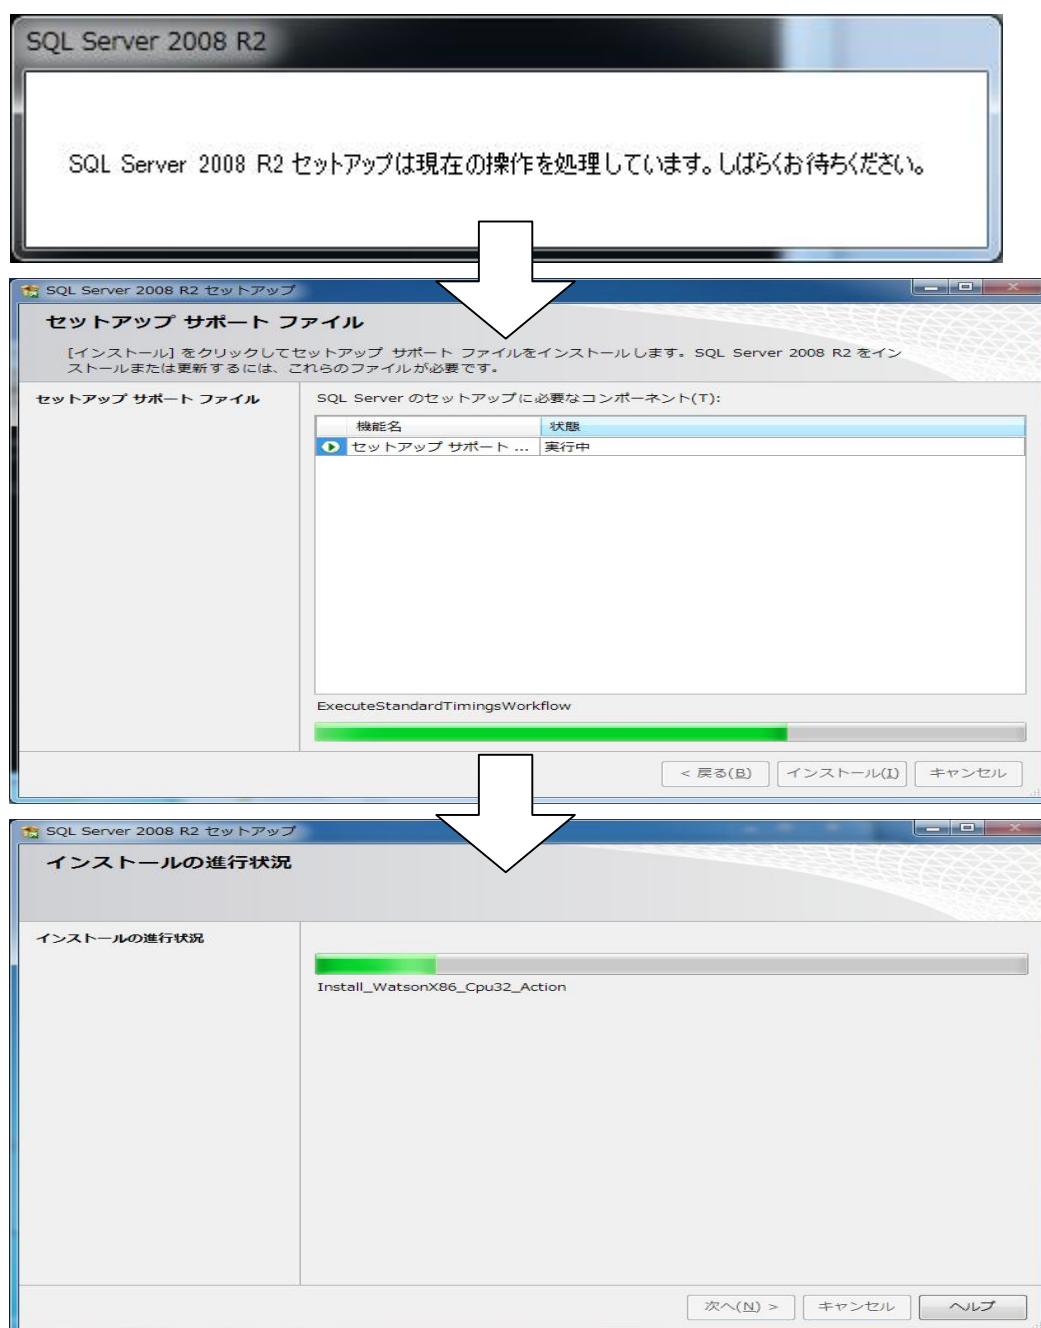 SQL Server 2008 R2
SQL Server 2008 R2 セットアップは現在の操作を処理しています。しばらくお待ちください。
SQL Server 2008 R2 セットアップ
セットアップ サポート ファイル
[インストール] をクリックしてセットアップ サポート ファイルをインストールします。SQL Server 2008 R2 をイン
ストールまたは更新するには、これらのファイルが必要です。
セットアップ サポート ファイル
SQL Server のセットアップに必要なコンポーネント(T):
機能名 状態
セットアップ サポート ... 実行中
ExecuteStandardTimingsWorkflow
< 戻る(B) インストール(I) キャンセル
SQL Server 2008 R2 セットアップ
インストールの進行状況
インストールの進行状況
Install_WatsonX86_Cpu32_Action
次へ(N) > キャンセル ヘルプ